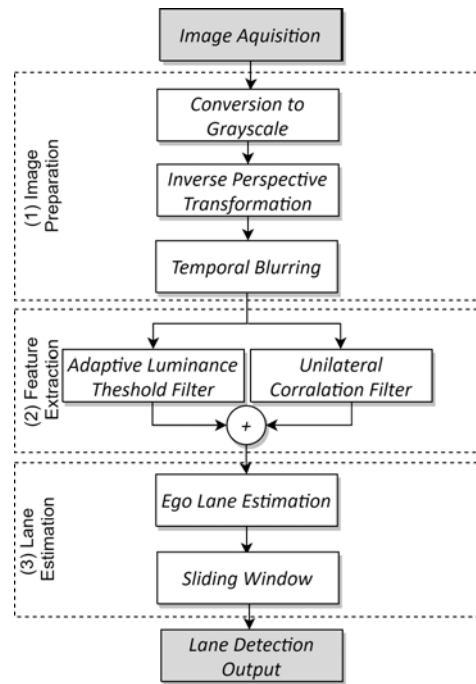 Image Aquisition
(1) Image
Preparation
Conversion to
Grayscale
Inverse Perspective
Transformation
Temporal Blurring
(2) Feature
Extraction
Adaptive Luminance
Theshold Filter
Unilateral
Corralation Filter
+
(3) Lane
Estimation
Ego Lane Estimation
Sliding Window
Lane Detection
Output